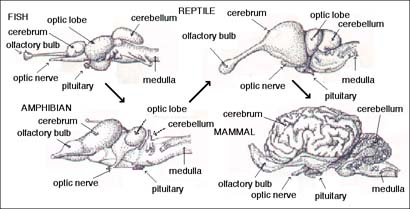 FISH
optic lobe
cerebellum
cerebrum
olfactory bulb
optic nerve
pituitary
medulla
REPTILE
cerebrum
optic lobe
cerebellum
olfactory bulb
optic nerve
pituitary
medulla
AMPHIBIAN
optic lobe
cerebrum
cerebellum
olfactory bulb
optic nerve
pituitary
medulla
MAMMAL
cerebrum
cerebellum
olfactory bulb
optic nerve
pituitary
medulla